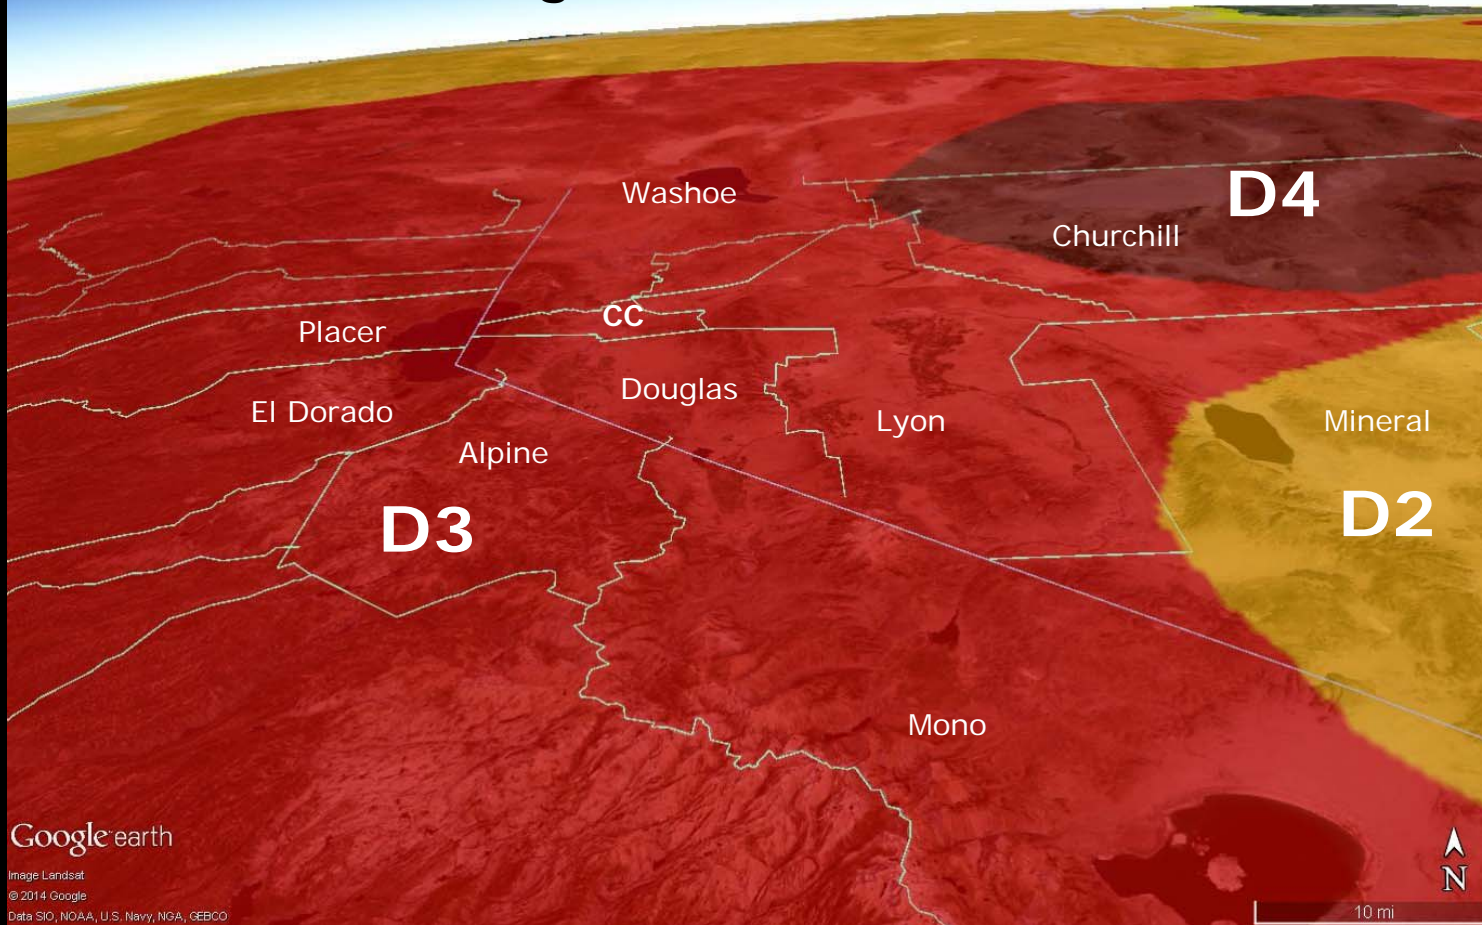 Washoe
D4
Churchill
CC
Placer
Douglas
El Dorado
Lyon
Mineral
Alpine
D3
D2
Mono
Google earth
Image Landsat
© 2014 Google
Data SIO, NOAA, U.S. Navy, NGA, GEBCO
N
10 mi